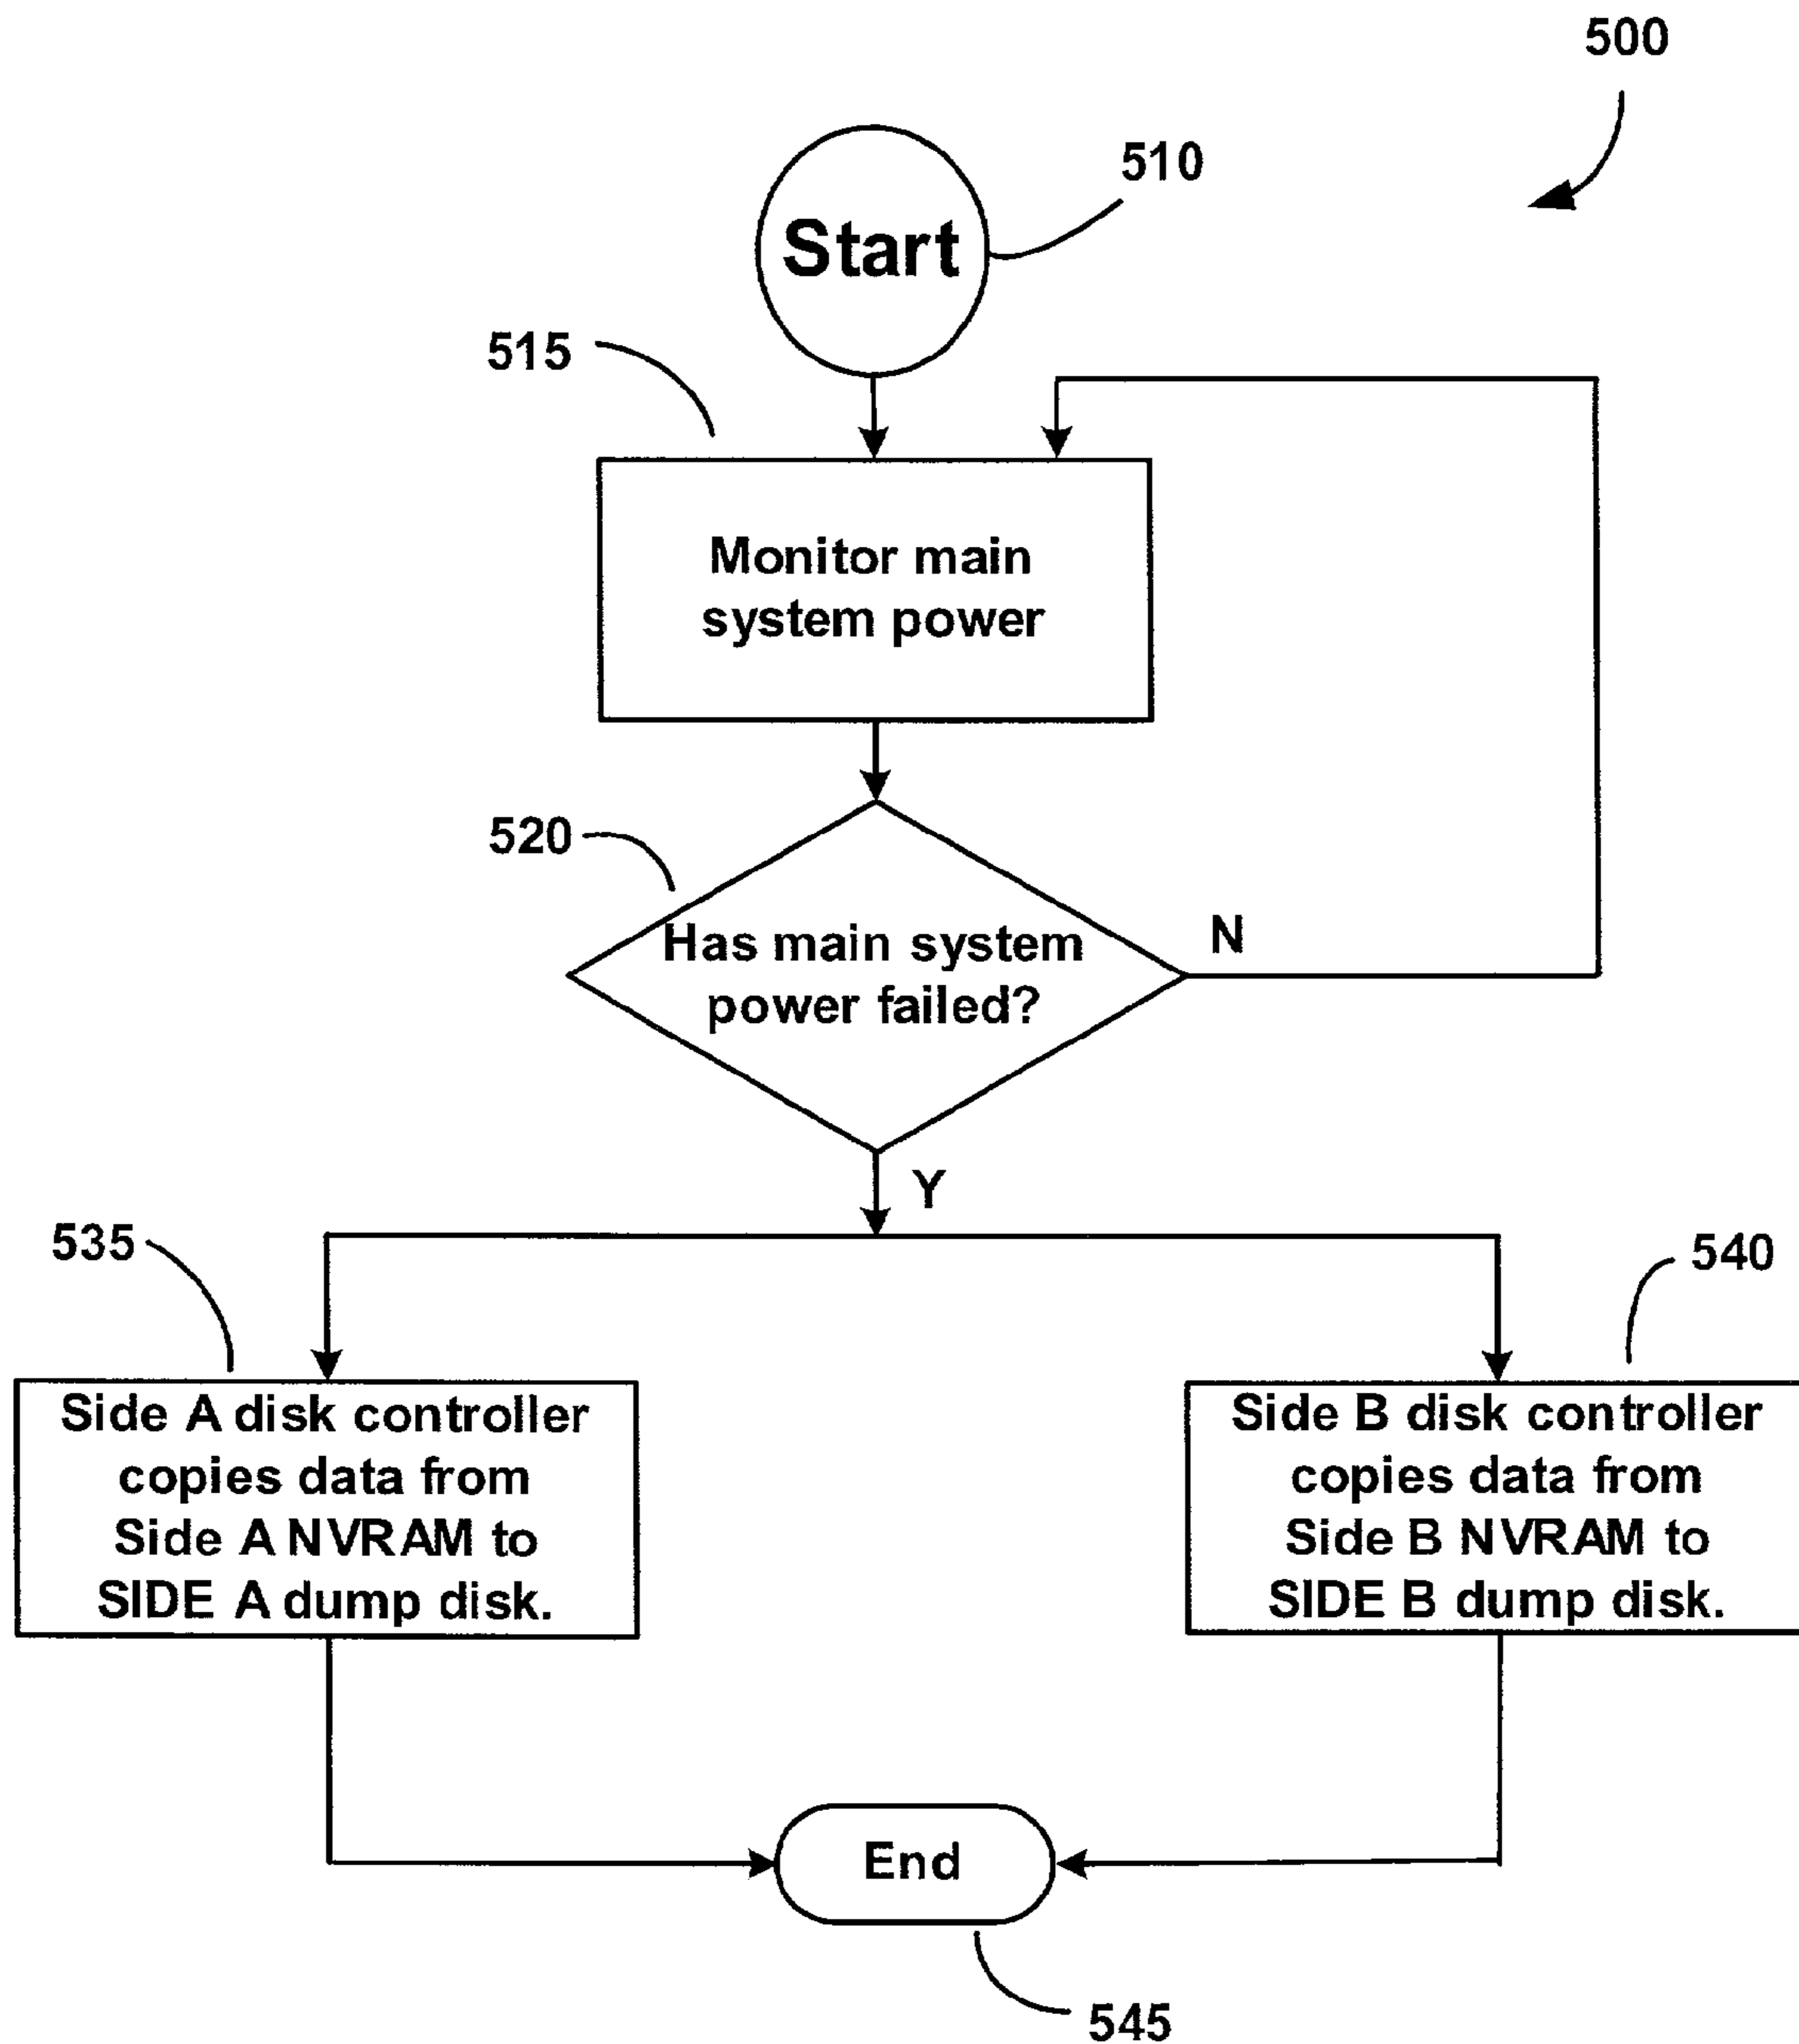 500
510
Start
515
Monitor main
system power
520
Has main system
power failed?
N
Y
535
540
Side A disk controller
copies data from
Side A NVRAM to
SIDE A dump disk.
Side B disk controller
copies data from
Side B NVRAM to
SIDE B dump disk.
End
545